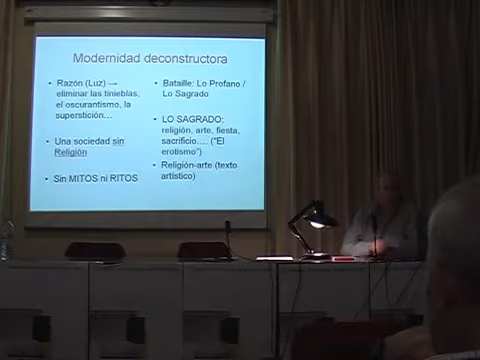 Modernidad deconstructora
• Razón (Luz) →
eliminar las tinieblas,
el oscurantismo, la
superstición…
• Una sociedad sin
Religión
• Sin MITOS ni RITOS
• Bataille: Lo Profano /
Lo Sagrado
• LO SAGRADO:
religión, arte, fiesta,
sacrificio…. ("El
erotismo")
• Religión-arte (texto
artístico)